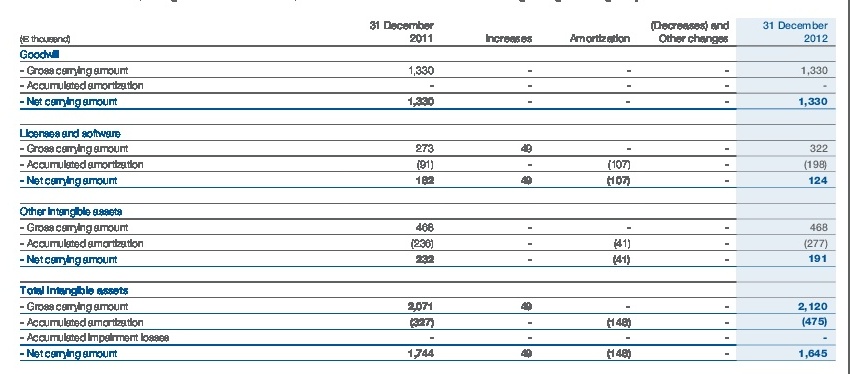 31 December (Decreases) and 31 December
(€ thousand) 2011 Increases Amortization Other changes 2012
Goodwill
- Gross carrying amount 1,330 - - - 1,330
- Accumulated amortization - - - - -
- Net carrying amount 1,330 - - - 1,330
Licenses and software
- Gross carrying amount 273 49 - - 322
- Accumulated amortization (91) - (107) - (198)
- Net carrying amount 182 49 (107) - 124
Other intangible assets
- Gross carrying amount 468 - - - 468
- Accumulated amortization (236) - (41) - (277)
- Net carrying amount 232 - (41) - 191
Total intangible assets
- Gross carrying amount 2,071 49 - - 2,120
- Accumulated amortization (327) - (148) - (475)
- Accumulated impairment losses - - - -
- Net carrying amount 1,744 49 (148) - 1,645